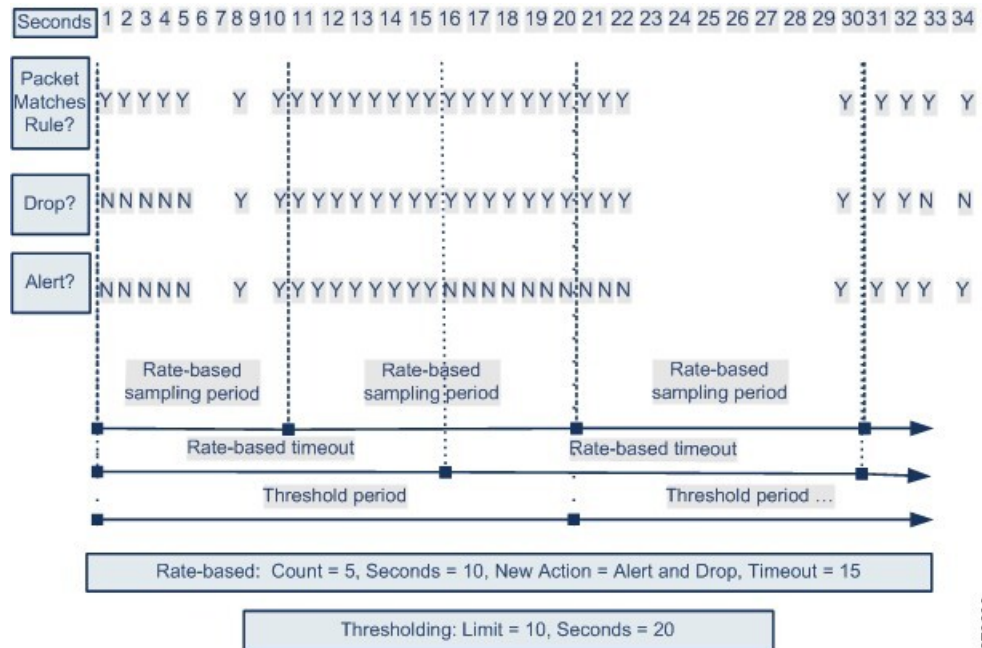 Seconds 1 2 3 4 5 6 7 8 9 10 11 12 13 14 15 16 17 18 19 20 21 22 23 24 25 26 27 28 29 30 31 32 33 34
Packet
Matches
Rule?
Y Y Y Y Y Y Y Y Y Y Y Y Y Y Y Y Y Y Y Y Y Y Y Y Y Y Y Y Y Y
Drop? N N N N N Y Y Y Y Y Y Y Y Y Y Y Y Y Y Y Y Y Y Y Y Y Y Y N N
Alert? N N N N N Y Y Y Y Y Y Y Y Y Y N N N N N N N N N N Y Y Y Y Y
Rate-based
sampling period
Rate-based
sampling period
Rate-based
sampling period
Rate-based timeout
Rate-based timeout
Threshold period
Threshold period ...
Rate-based: Count = 5, Seconds = 10, New Action = Alert and Drop, Timeout = 15
Thresholding: Limit = 10, Seconds = 20